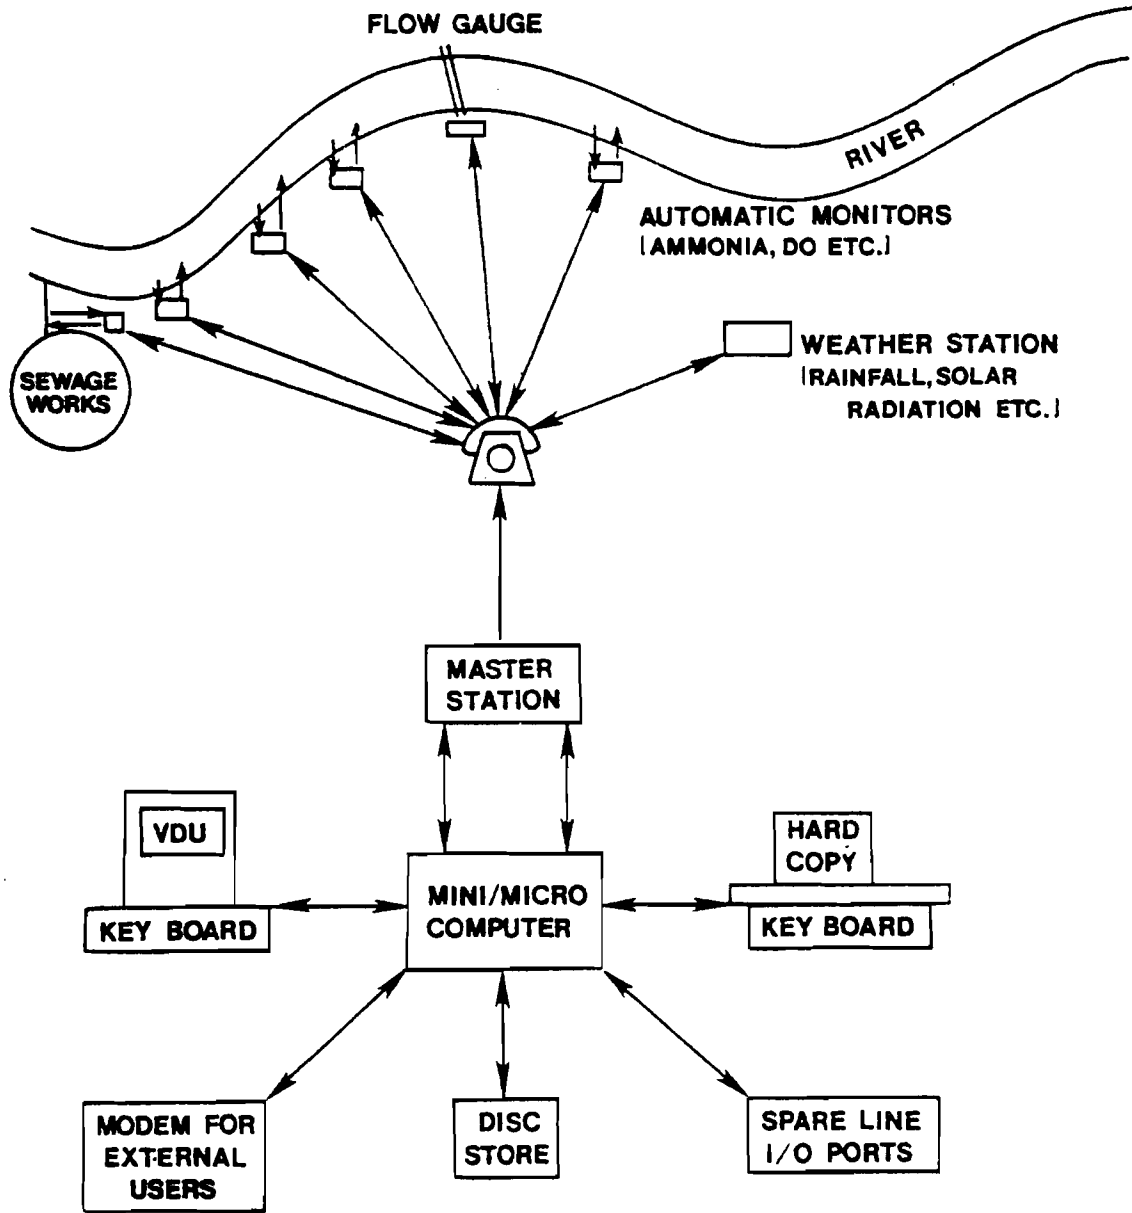 FLOW GAUGE
RIVER
AUTOMATIC MONITORS
(AMMONIA, DO ETC.)
WEATHER STATION
(RAINFALL, SOLAR
RADIATION ETC.)
SEWAGE
WORKS
MASTER
STATION
VDU
KEY BOARD
MINI/MICRO
COMPUTER
HARD
COPY
KEY BOARD
MODEM FOR
EXTERNAL
USERS
DISC
STORE
SPARE LINE
I/O PORTS